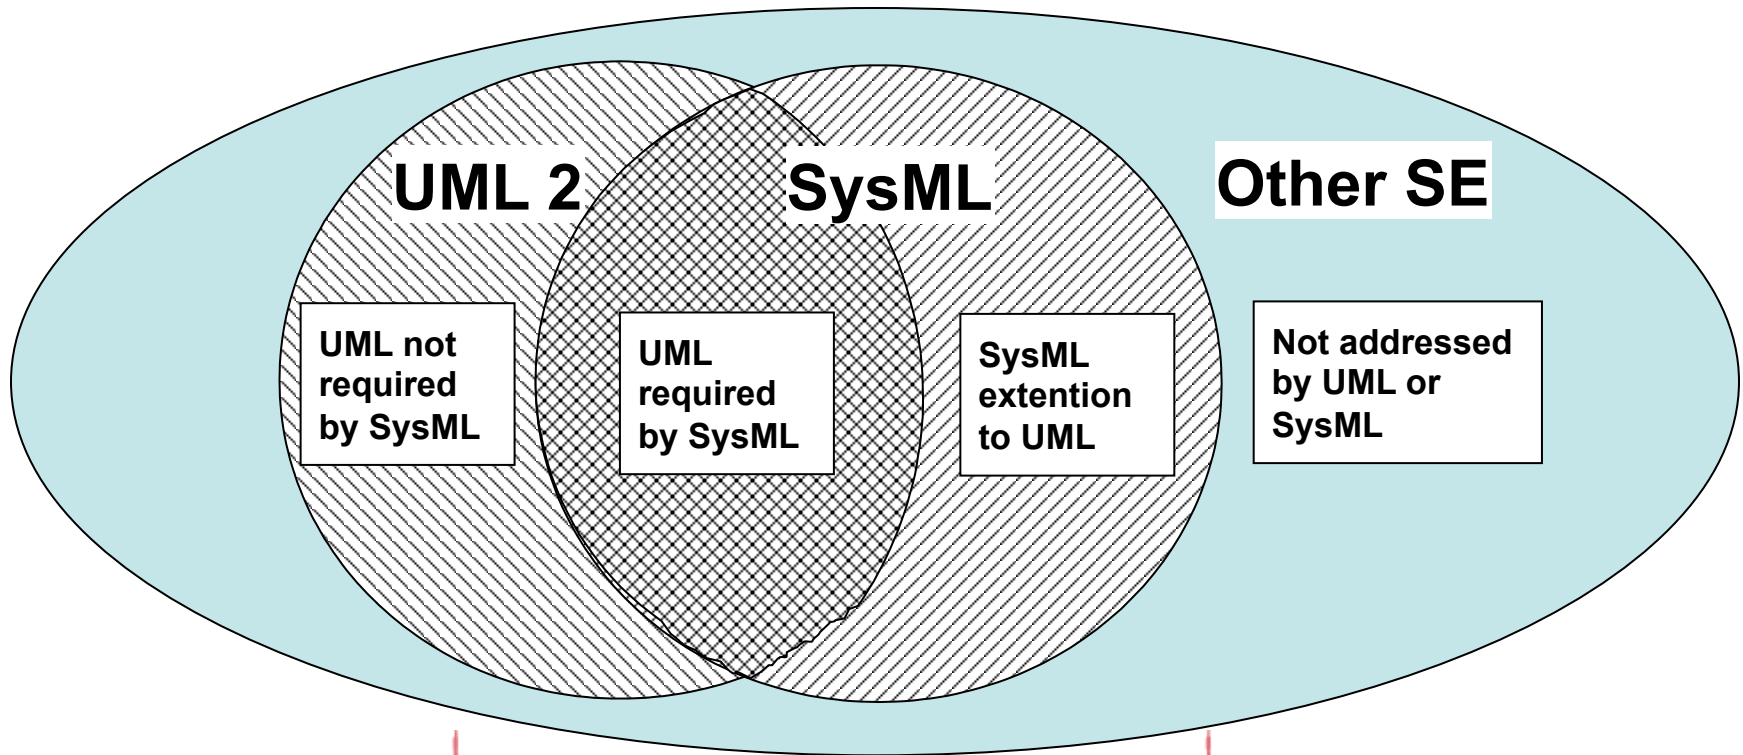 UML 2
SysML
Other SE
UML not
required
by SysML
UML
required
by SysML
SysML
extention
to UML
Not addressed
by UML or
SysML